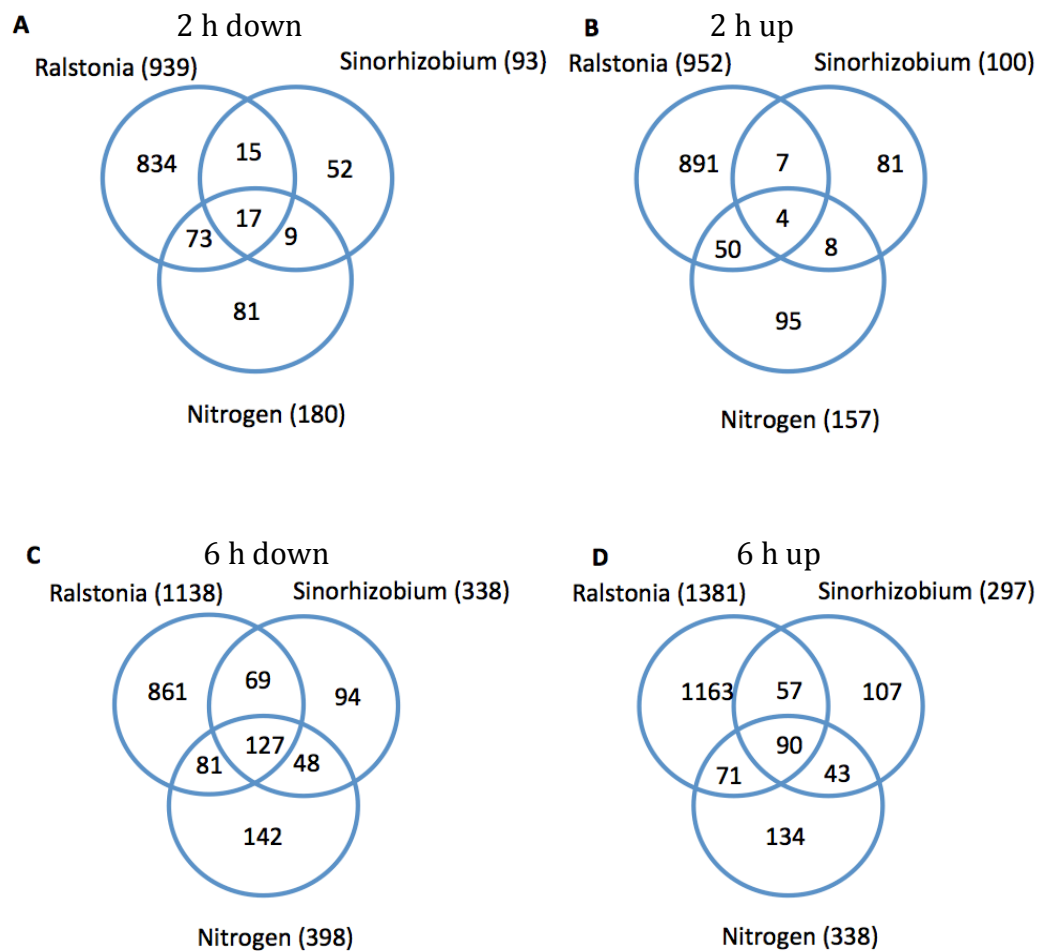 A 2 h down
Ralstonia (939)
Sinorhizobium (93)
834
15
52
17
73
9
81
Nitrogen (180)
B 2 h up
Ralstonia (952)
Sinorhizobium (100)
891
7
81
4
50
8
95
Nitrogen (157)
C 6 h down
Ralstonia (1138)
Sinorhizobium (338)
861
69
94
127
81
48
142
Nitrogen (398)
D 6 h up
Ralstonia (1381)
Sinorhizobium (297)
1163
57
107
90
71
43
134
Nitrogen (338)